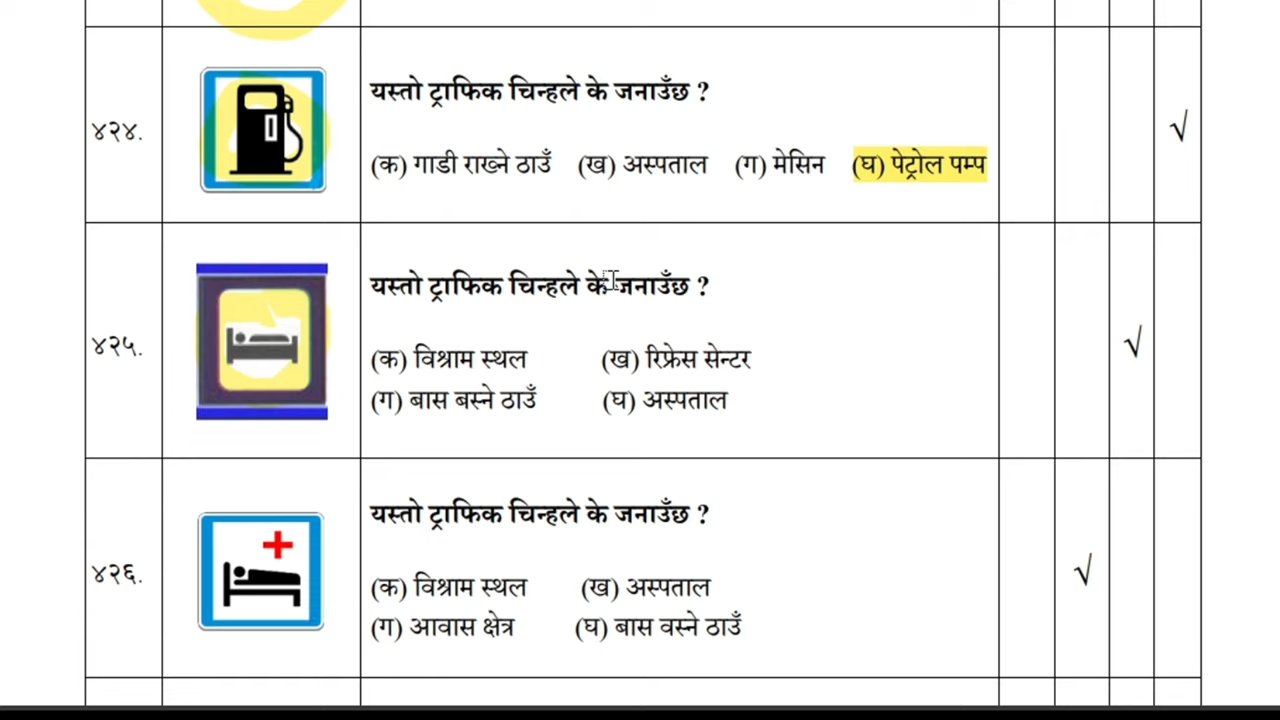 ४२४.
यस्तो ट्राफिक चिन्हले के जनाउँछ ?
(क) गाडी राख्ने ठाउँ (ख) अस्पताल (ग) मेसिन (घ) पेट्रोल पम्प
√
४२५.
यस्तो ट्राफिक चिन्हले के जनाउँछ ?
(क) विश्राम स्थल (ख) रिफ्रेस सेन्टर
(ग) बास बस्ने ठाउँ (घ) अस्पताल
√
४२६.
यस्तो ट्राफिक चिन्हले के जनाउँछ ?
(क) विश्राम स्थल (ख) अस्पताल
(ग) आवास क्षेत्र (घ) बास वस्ने ठाउँ
√